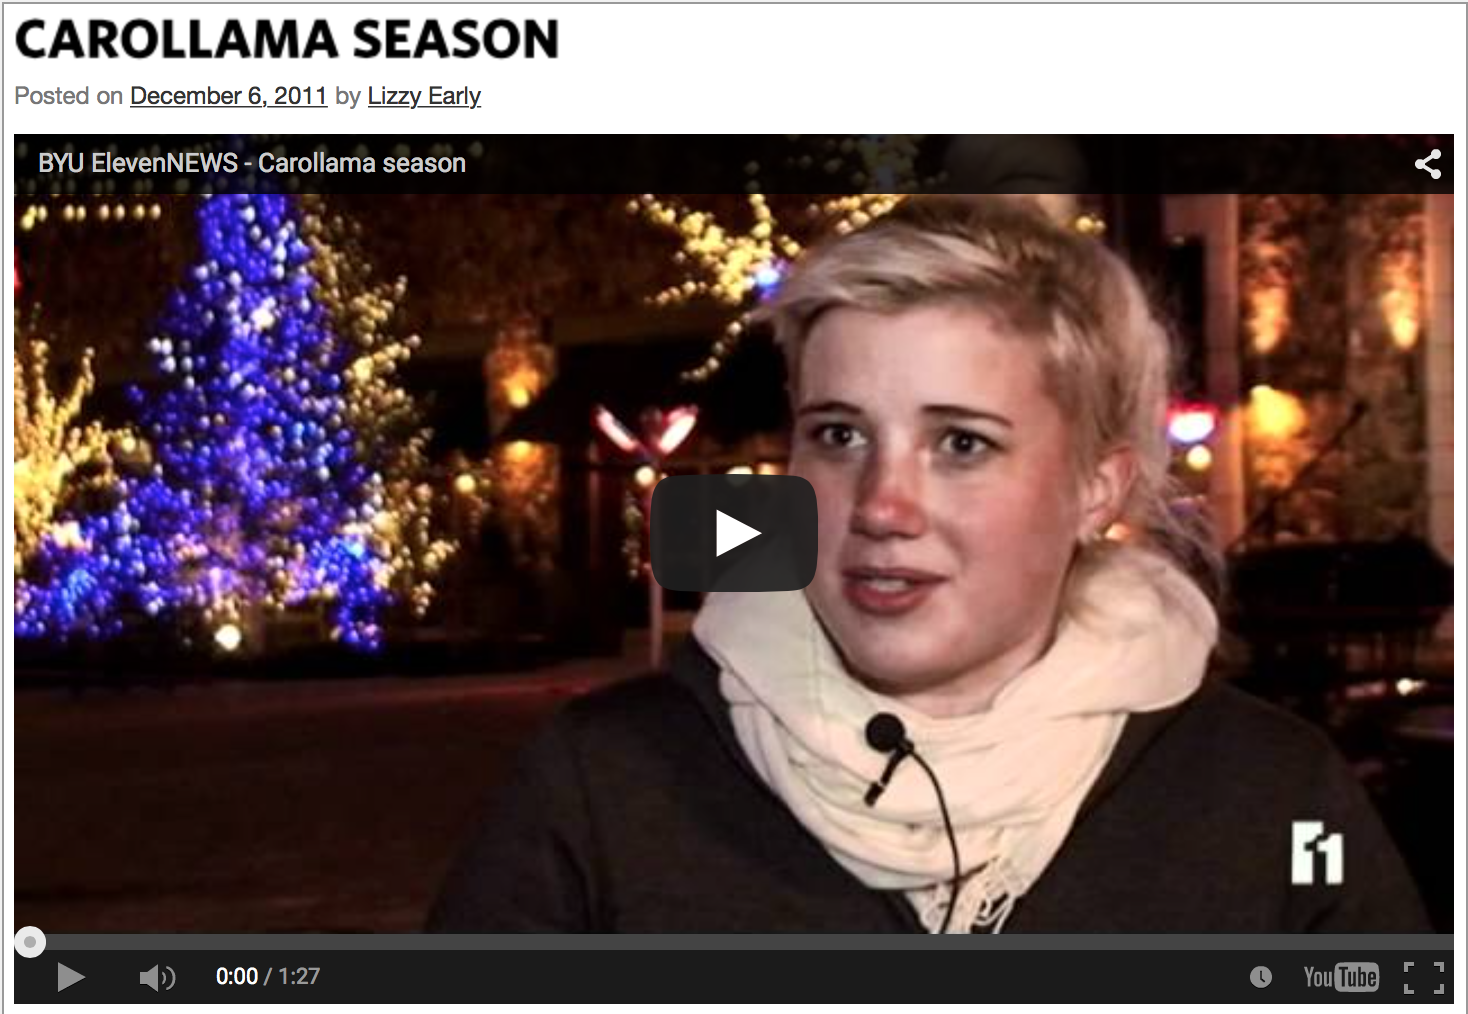 CAROLLAMA SEASON
Posted on December 6, 2011 by Lizzy Early
BYU ElevenNEWS - Carollama season
11
0:00 / 1:27
YouTube